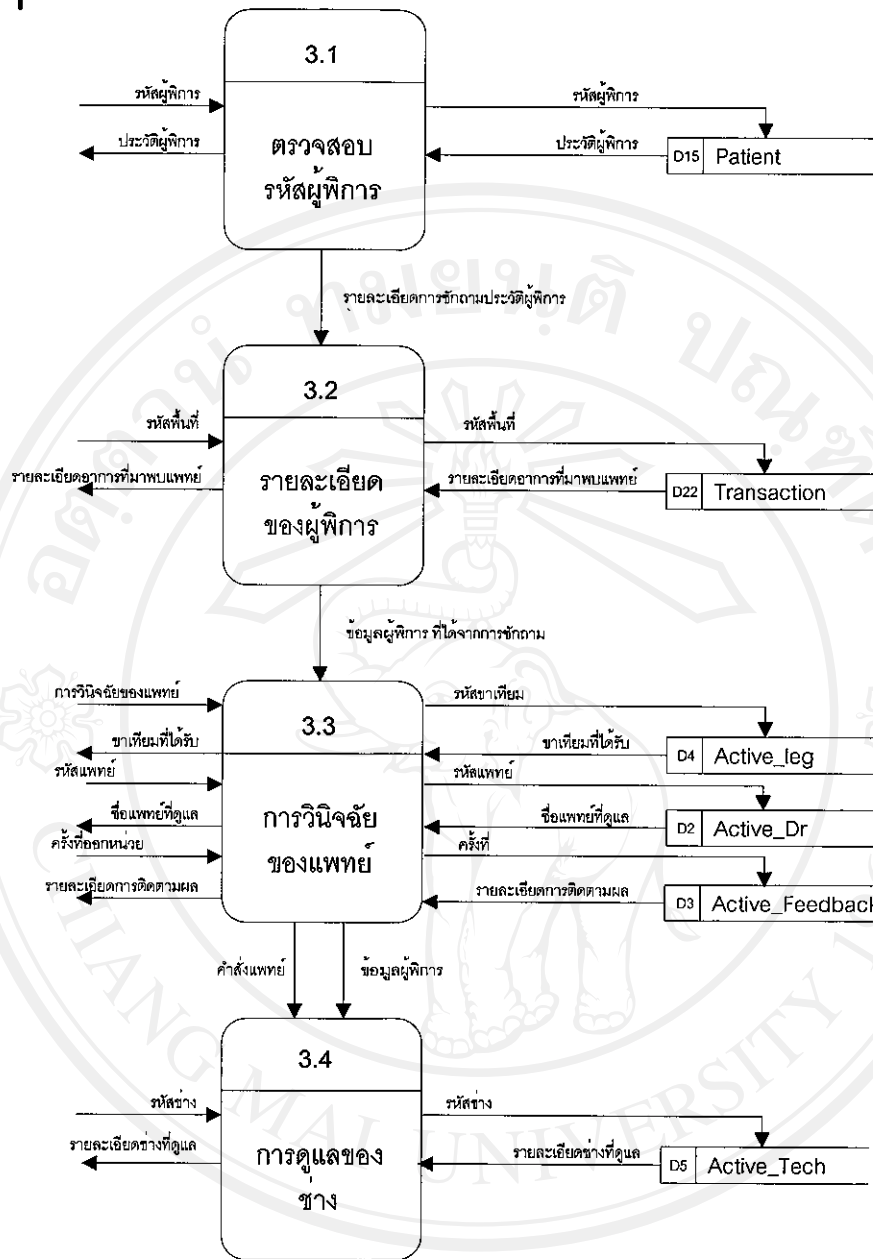 3.1
รหัสผู้พิการ
รหัสผู้พิการ
ประวัติผู้พิการ
ตรวจสอบ
รหัสผู้พิการ
ประวัติผู้พิการ
D15 Patient
รายละเอียดการซักถามประวัติผู้พิการ
3.2
รหัสพื้นที่
รหัสพื้นที่
รายละเอียดอาการที่มาพบแพทย์
รายละเอียด
ของผู้พิการ
รายละเอียดอาการที่มาพบแพทย์
D22 Transaction
ข้อมูลผู้พิการ ที่ได้จากการซักถาม
การวินิจฉัยของแพทย์
3.3
รหัสขาเทียม
ขาเทียมที่ได้รับ
ขาเทียมที่ได้รับ
D4 Active_leg
รหัสแพทย์
รหัสแพทย์
ชื่อแพทย์ที่ดูแล
การวินิจฉัย
ของแพทย์
ชื่อแพทย์ที่ดูแล
D2 Active_Dr
ครั้งที่ออกหน่วย
ครั้งที่
รายละเอียดการติดตามผล
รายละเอียดการติดตามผล
D3 Active_Feedback
คำสั่งแพทย์
ข้อมูลผู้พิการ
3.4
รหัสช่าง
รหัสช่าง
รายละเอียดช่างที่ดูแล
การดูแลของ
ช่าง
รายละเอียดช่างที่ดูแล
D5 Active_Tech
อตฺตานํ ทมยนฺติ ปณฺฑิตา
CHIANG MAI UNIVERSITY